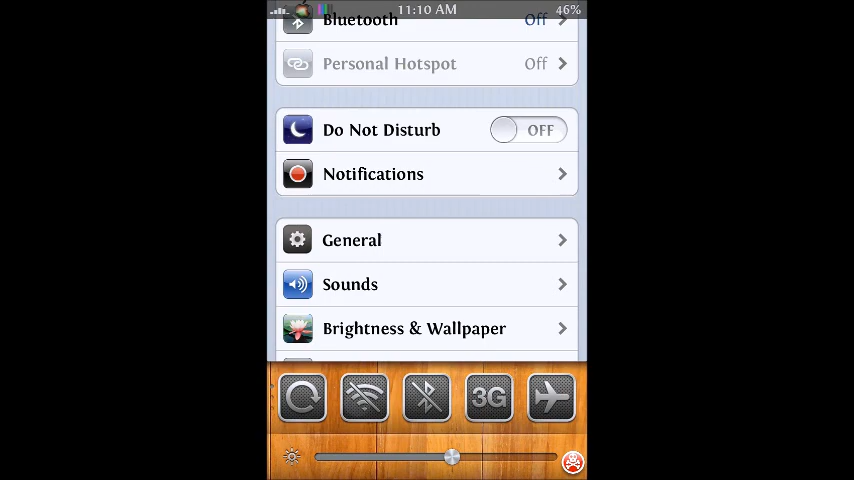 11:10 AM 46%
Bluetooth Off
Personal Hotspot Off
Do Not Disturb OFF
Notifications
General
Sounds
Brightness & Wallpaper
3G